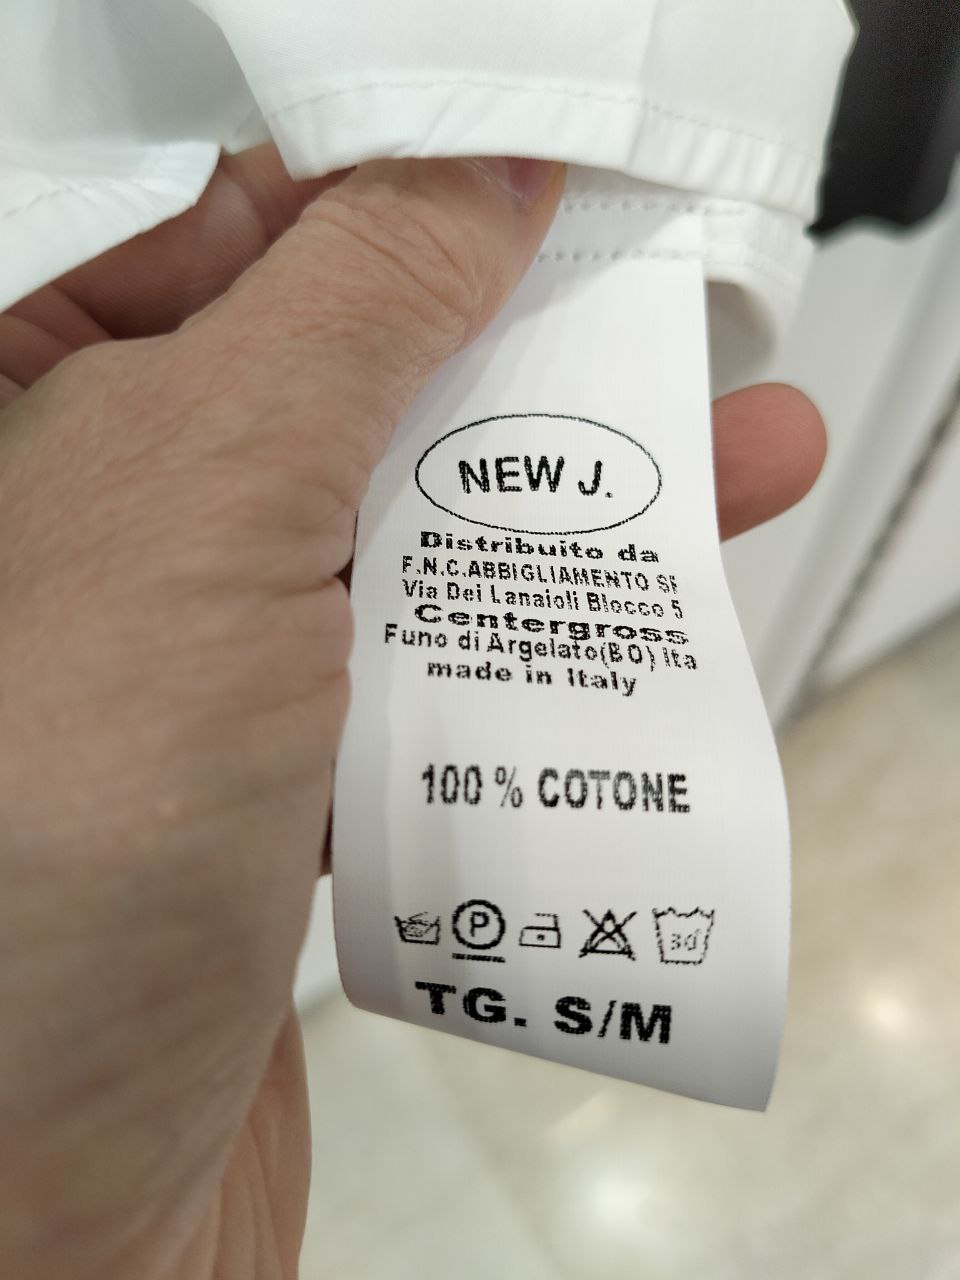 NEW J.
Distribuito da
F.N.C.ABBIGLIAMENTO
Via Dei Lanaioli Blocco 5
Centergross
Funo di Argelato(BO) Ita
made in Italy
100 % COTONE
P
30
TG. S/M